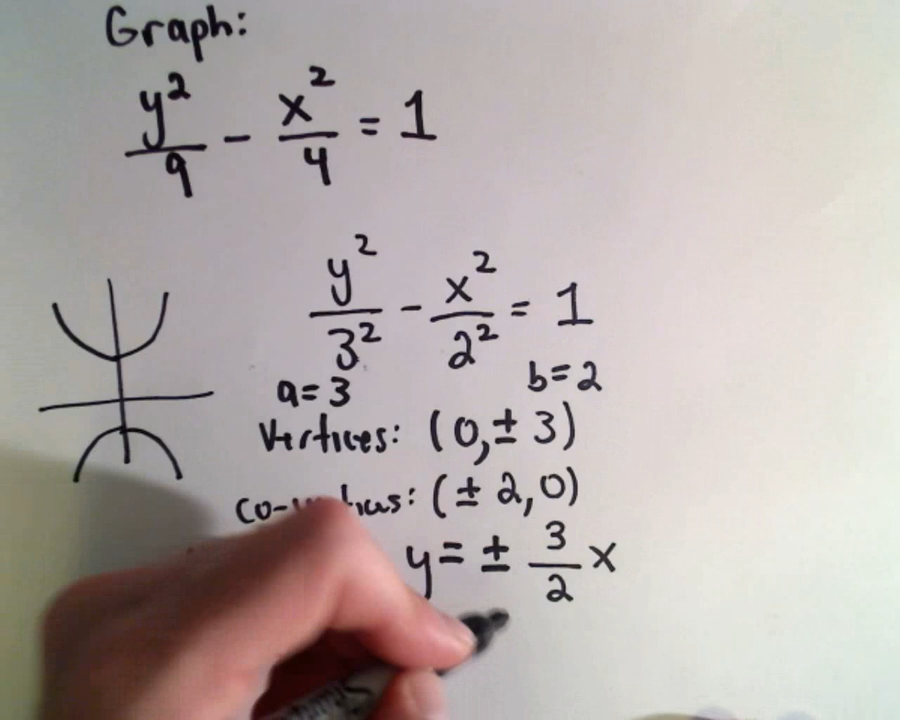 Graph:
y²/9 - x²/4 = 1
y²/3² - x²/2² = 1
a=3 b=2
Vertices: (0, ± 3)
(± 2, 0)
y = ± 3/2 x